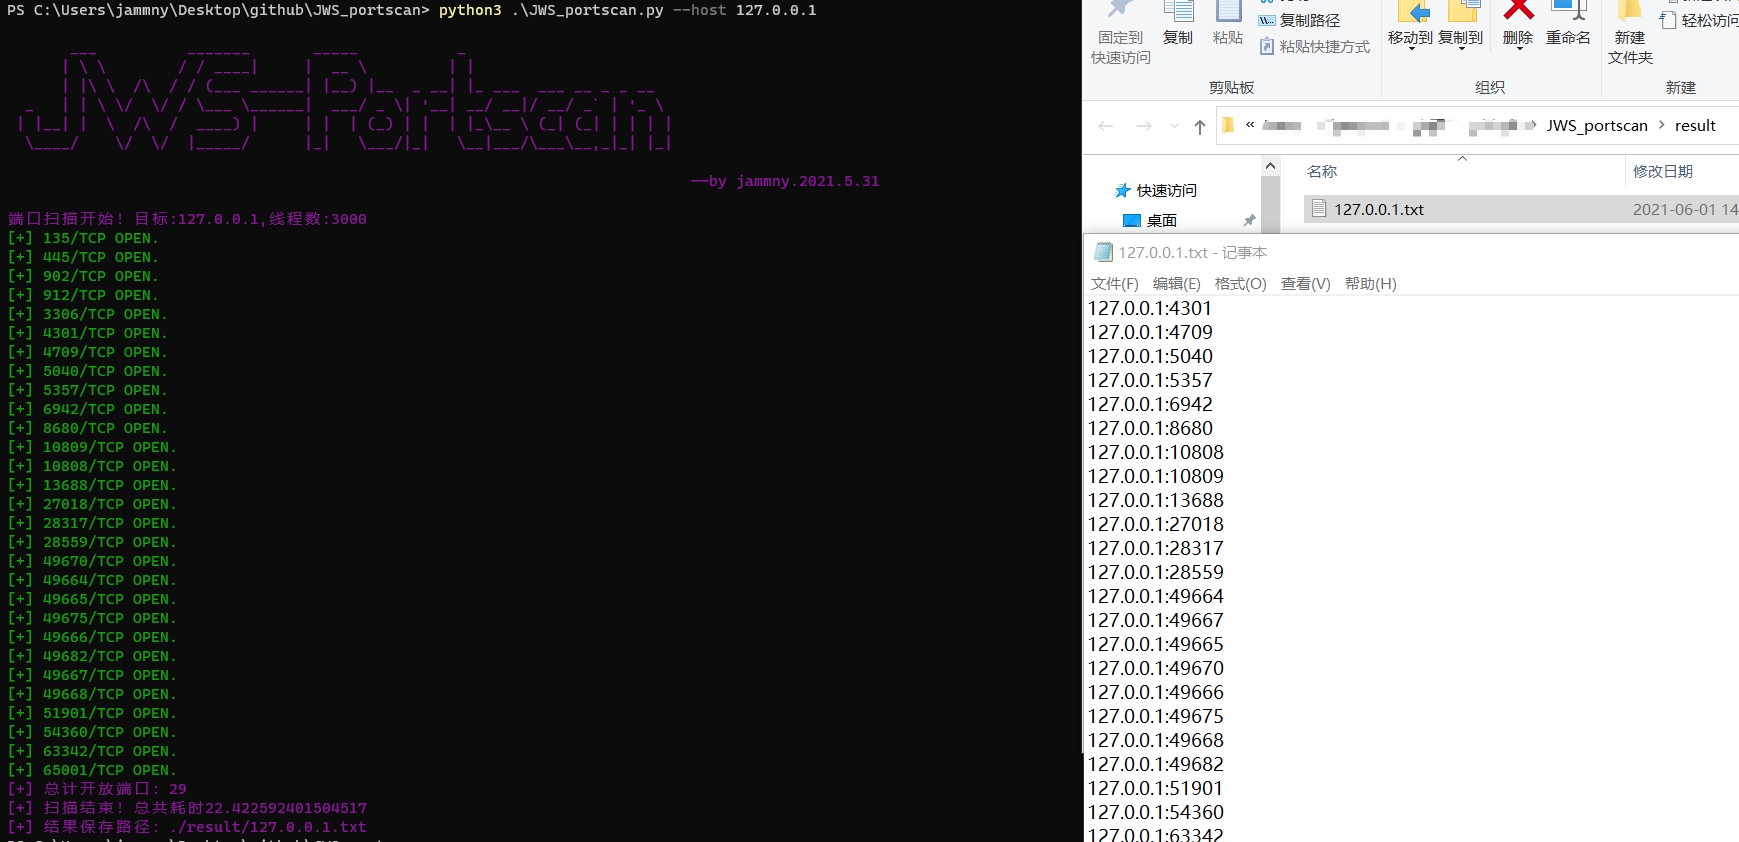 PS C:\Users\jammny\Desktop\github\JWS_portscan> python3 .\JWS_portscan.py --host 127.0.0.1
JWS-Portscan
--by jammny.2021.5.31
端口扫描开始! 目标:127.0.0.1,线程数:3000
[+] 135/TCP OPEN.
[+] 445/TCP OPEN.
[+] 902/TCP OPEN.
[+] 912/TCP OPEN.
[+] 3306/TCP OPEN.
[+] 4301/TCP OPEN.
[+] 4709/TCP OPEN.
[+] 5040/TCP OPEN.
[+] 5357/TCP OPEN.
[+] 6942/TCP OPEN.
[+] 8680/TCP OPEN.
[+] 10809/TCP OPEN.
[+] 10808/TCP OPEN.
[+] 13688/TCP OPEN.
[+] 27018/TCP OPEN.
[+] 28317/TCP OPEN.
[+] 28559/TCP OPEN.
[+] 49670/TCP OPEN.
[+] 49664/TCP OPEN.
[+] 49665/TCP OPEN.
[+] 49675/TCP OPEN.
[+] 49666/TCP OPEN.
[+] 49682/TCP OPEN.
[+] 49667/TCP OPEN.
[+] 49668/TCP OPEN.
[+] 51901/TCP OPEN.
[+] 54360/TCP OPEN.
[+] 63342/TCP OPEN.
[+] 65001/TCP OPEN.
[+] 总计开放端口: 29
[+] 扫描结束! 总共耗时22.422592401504517
[+] 结果保存路径: ./result/127.0.0.1.txt
固定到
快速访问
复制
粘贴
复制路径
粘贴快捷方式
剪贴板
移动到
复制到
删除
重命名
组织
新建
文件夹
轻松访问
新建
« JWS_portscan > result
名称
修改日期
快速访问
桌面
127.0.0.1.txt
2021-06-01 14
127.0.0.1.txt - 记事本
文件(F) 编辑(E) 格式(O) 查看(V) 帮助(H)
127.0.0.1:4301
127.0.0.1:4709
127.0.0.1:5040
127.0.0.1:5357
127.0.0.1:6942
127.0.0.1:8680
127.0.0.1:10808
127.0.0.1:10809
127.0.0.1:13688
127.0.0.1:27018
127.0.0.1:28317
127.0.0.1:28559
127.0.0.1:49664
127.0.0.1:49667
127.0.0.1:49665
127.0.0.1:49670
127.0.0.1:49666
127.0.0.1:49675
127.0.0.1:49668
127.0.0.1:49682
127.0.0.1:51901
127.0.0.1:54360
127.0.0.1:63342